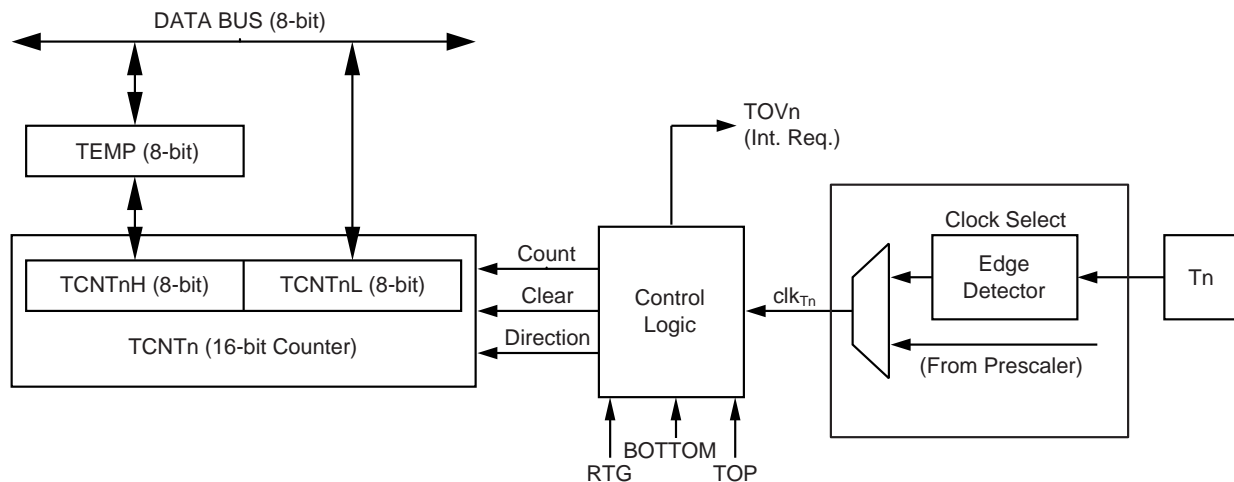 DATA BUS (8-bit)
TOVn
(Int. Req.)
TEMP (8-bit)
Clock Select
Count
TCNTnH (8-bit)
TCNTnL (8-bit)
Edge
Detector
Tn
Clear
Control
Logic
clkTn
TCNTn (16-bit Counter)
Direction
(From Prescaler)
BOTTOM
RTG
TOP